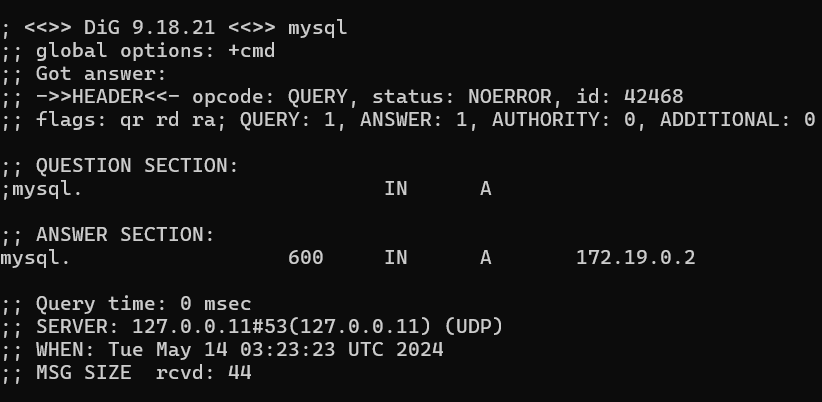 ; <<>> DiG 9.18.21 <<>> mysql
;; global options: +cmd
;; Got answer:
;; ->>HEADER<<- opcode: QUERY, status: NOERROR, id: 42468
;; flags: qr rd ra; QUERY: 1, ANSWER: 1, AUTHORITY: 0, ADDITIONAL: 0
;; QUESTION SECTION:
;mysql. IN A
;; ANSWER SECTION:
mysql. 600 IN A 172.19.0.2
;; Query time: 0 msec
;; SERVER: 127.0.0.11#53(127.0.0.11) (UDP)
;; WHEN: Tue May 14 03:23:23 UTC 2024
;; MSG SIZE rcvd: 44